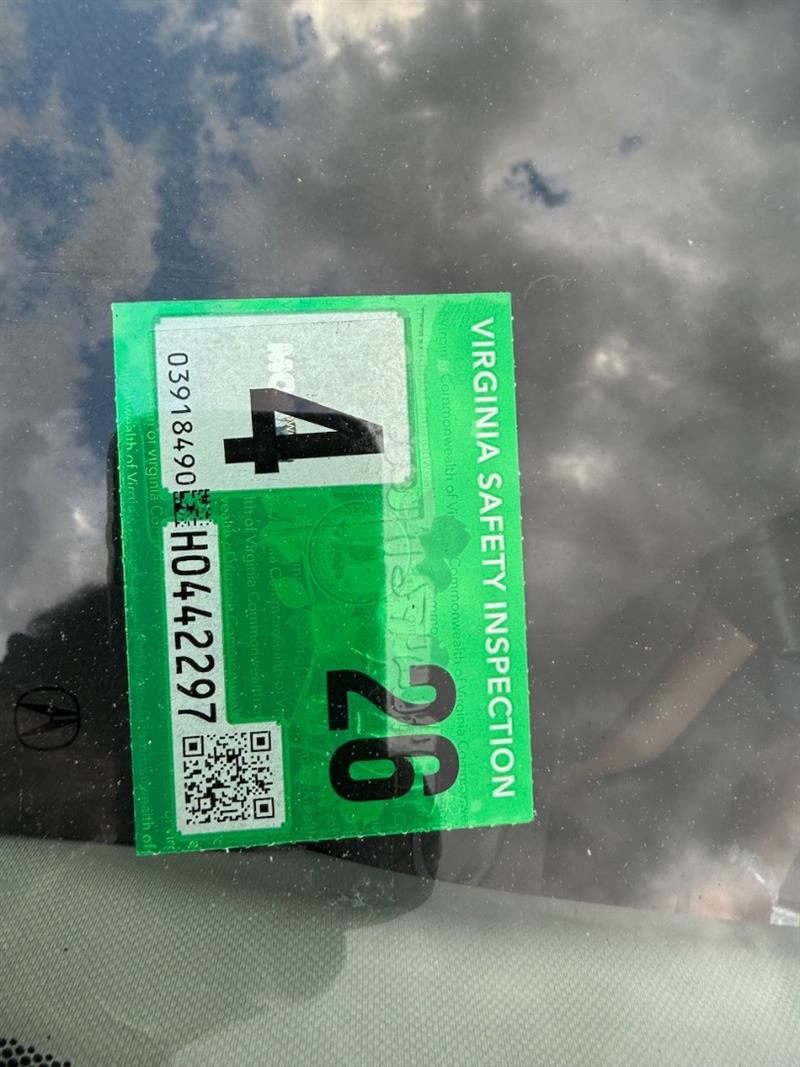 VIRGINIA SAFETY INSPECTION
4
26
03918490
H0442297